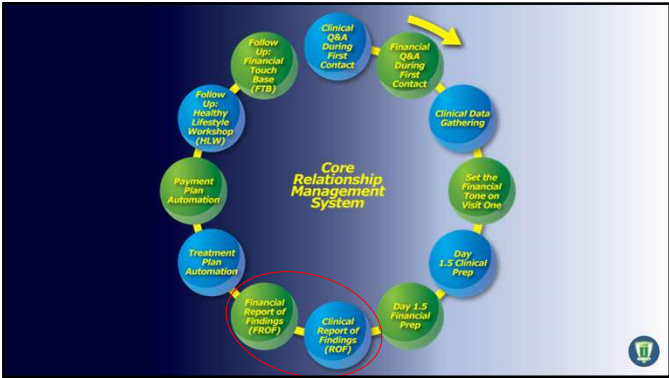 Clinical
Q&A
During
First
Contact
Financial
Q&A
During
First
Contact
Clinical Data
Gathering
Set the
Financial
Tone on
Visit One
Day
1.5 Clinical
Prep
Day 1.5
Financial
Prep
Clinical
Report of
Findings
(ROF)
Financial
Report of
Findings
(FROF)
Treatment
Plan
Automation
Payment
Plan
Automation
Follow
Up:
Healthy
Lifestyle
Workshop
(HLW)
Follow
Up:
Financial
Touch
Base
(FTB)
Core
Relationship
Management
System